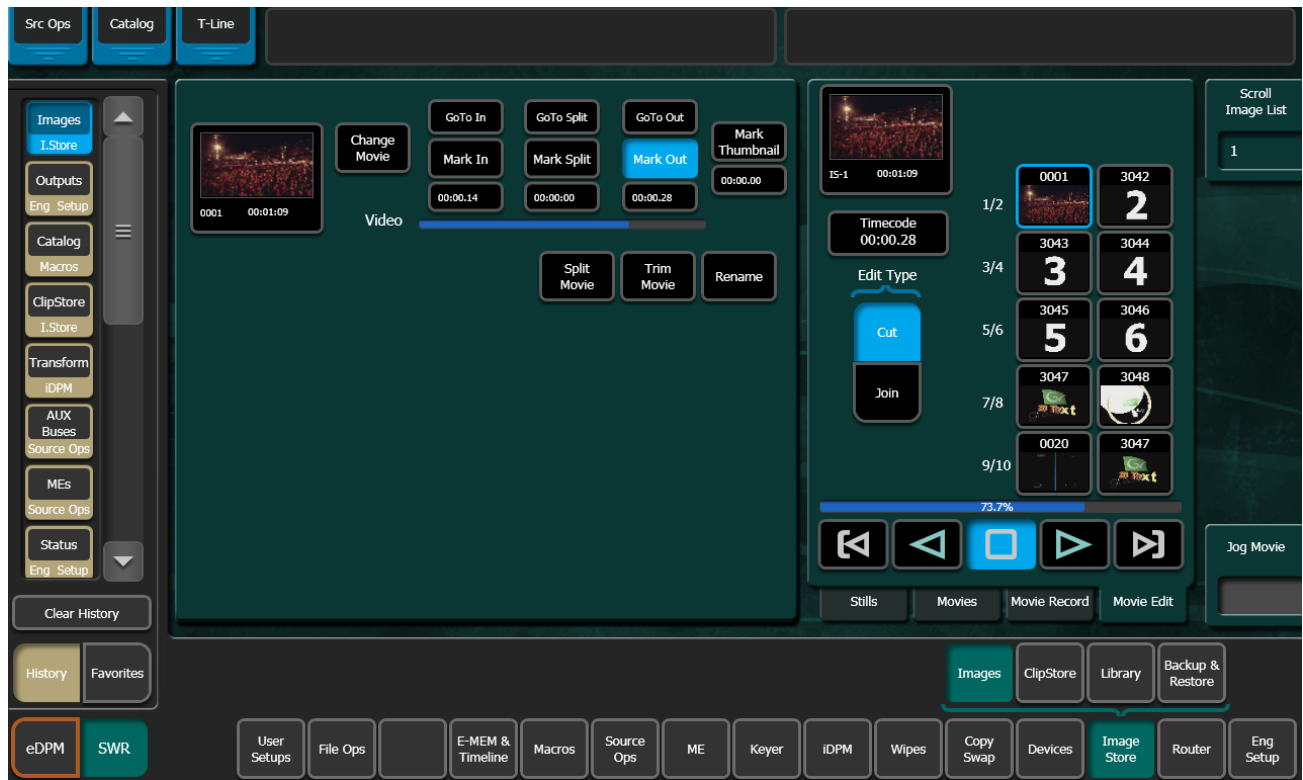 Src Ops
Catalog
T-Line
Images
I.Store
Outputs
Eng Setup
Catalog
Macros
ClipStore
I.Store
Transform
iDPM
AUX
Buses
Source Ops
MEs
Source Ops
Status
Eng Setup
Clear History
History
Favorites
0001 00:01:09
Change
Movie
GoTo In
GoTo Split
GoTo Out
Mark In
Mark Split
Mark Out
Mark
Thumbnail
00:00.14
00:00:00
00:00.28
00:00.00
Video
Split
Movie
Trim
Movie
Rename
IS-1 00:01:09
Timecode
00:00.28
Edit Type
Cut
Join
1/2
0001
3042
2
3/4
3043
3
3044
4
5/6
3045
5
3046
6
7/8
3047
3048
9/10
0020
3047
73.7%
Stills
Movies
Movie Record
Movie Edit
Scroll
Image List
1
Jog Movie
Images
ClipStore
Library
Backup &
Restore
eDPM
SWR
User
Setups
File Ops
E-MEM &
Timeline
Macros
Source
Ops
ME
Keyer
iDPM
Wipes
Copy
Swap
Devices
Image
Store
Router
Eng
Setup